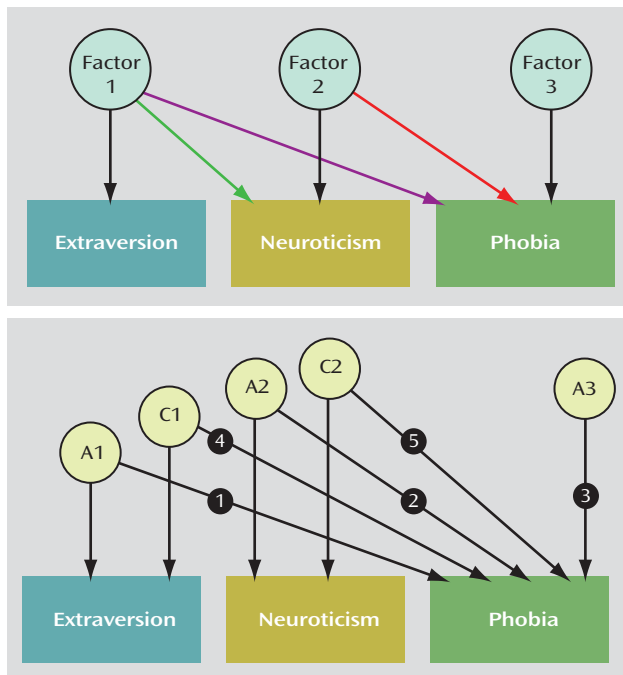 Factor
1
Factor
2
Factor
3
Extraversion
Neuroticism
Phobia
C2
A2
A3
C1
A1
4
5
1
2
3
Extraversion
Neuroticism
Phobia